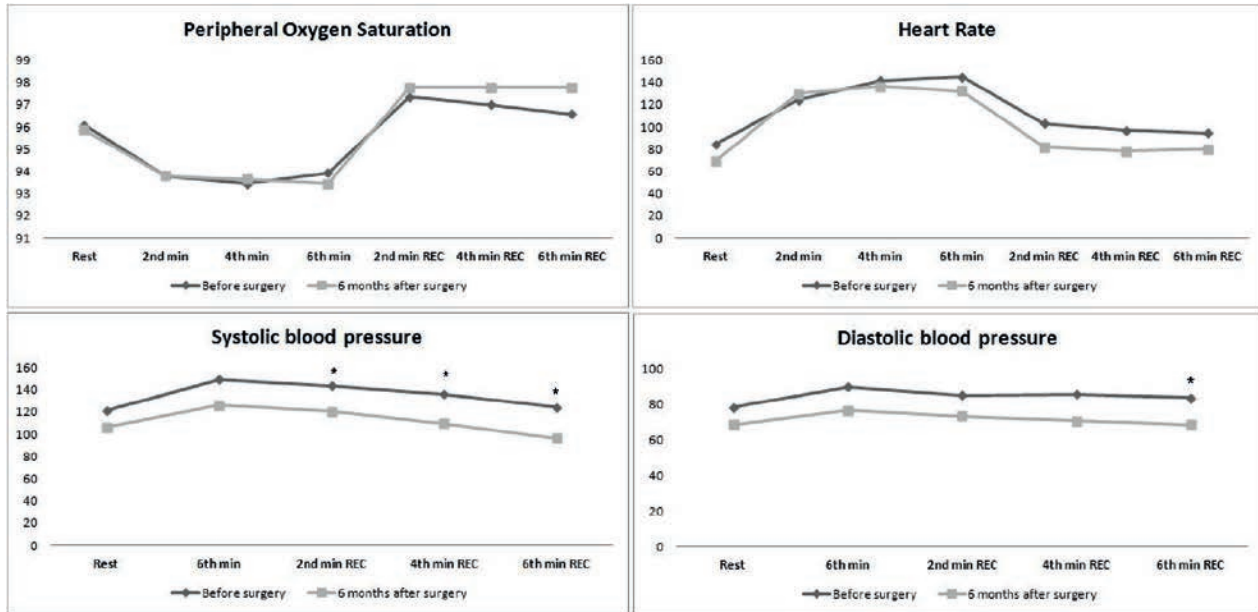 Peripheral Oxygen Saturation
99
98
97
96
95
94
93
92
91
Rest 2nd min 4th min 6th min 2nd min REC 4th min REC 6th min REC
Before surgery 6 months after surgery
Heart Rate
160
140
120
100
80
60
40
20
0
Rest 2nd min 4th min 6th min 2nd min REC 4th min REC 6th min REC
Before surgery 6 months after surgery
Systolic blood pressure
160
140
120
100
80
60
40
20
0
* * *
Rest 6th min 2nd min REC 4th min REC 6th min REC
Before surgery 6 months after surgery
Diastolic blood pressure
100
80
60
40
20
0
*
Rest 6th min 2nd min REC 4th min REC 6th min REC
Before surgery 6 months after surgery